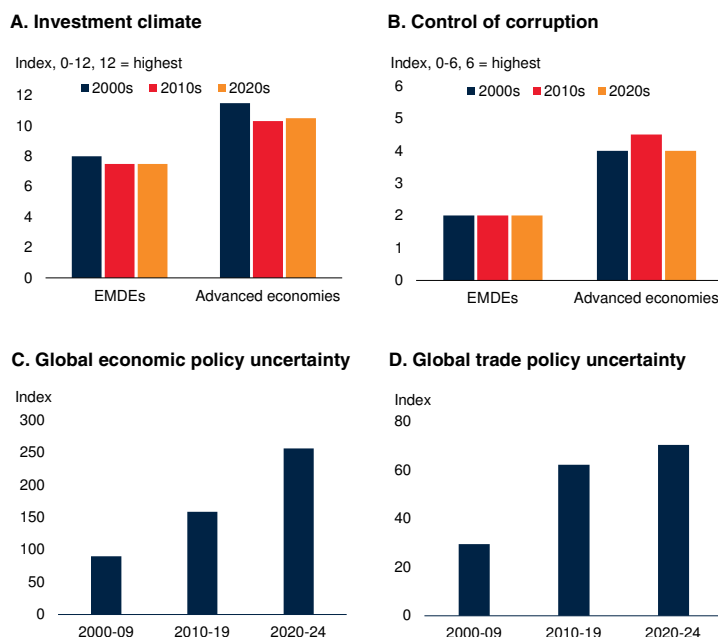 A. Investment climate
Index, 0-12, 12 = highest
2000s 2010s 2020s
12
10
8
6
4
2
0
EMDEs Advanced economies
B. Control of corruption
Index, 0-6, 6 = highest
6
2000s 2010s 2020s
5
4
3
2
1
0
EMDEs Advanced economies
C. Global economic policy uncertainty
Index
300
250
200
150
100
50
0
2000-09 2010-19 2020-24
D. Global trade policy uncertainty
Index
80
60
40
20
0
2000-09 2010-19 2020-24